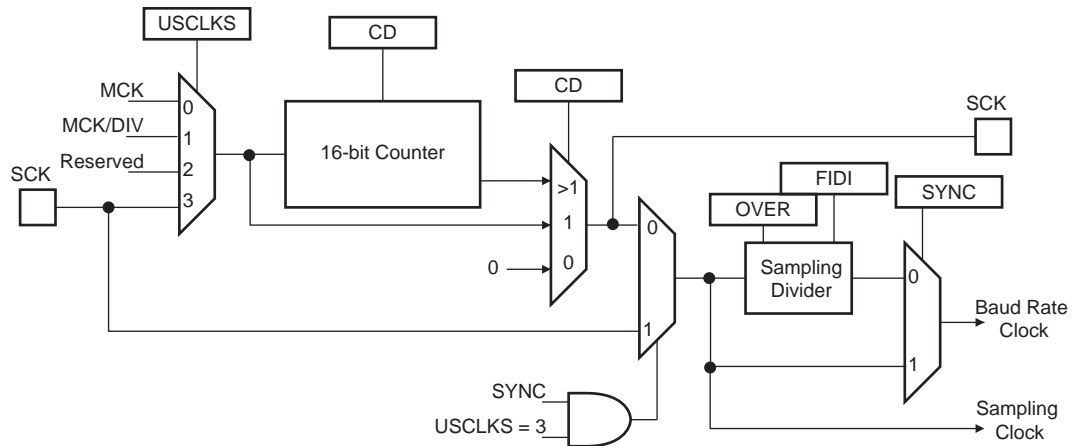 USCLKS
CD
CD
SCK
MCK
0
MCK/DIV
1
Reserved
2
SCK
3
16-bit Counter
>1
1
0
0
FIDI
OVER
SYNC
0
Sampling
Divider
0
1
1
Baud Rate
Clock
SYNC
USCLKS = 3
Sampling
Clock